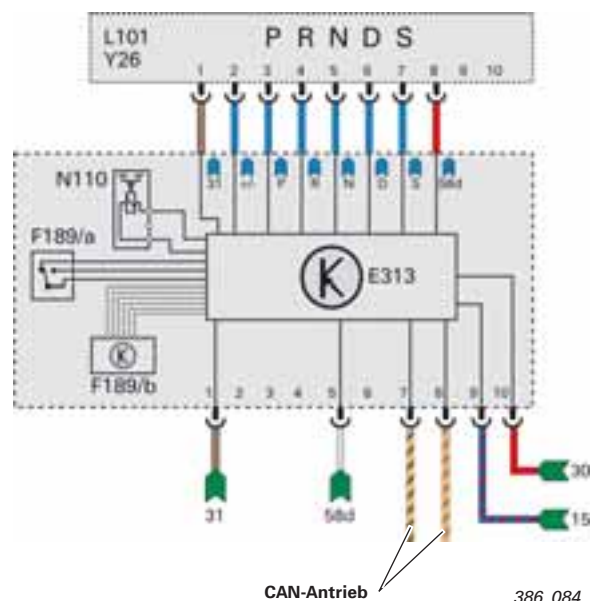 L101
Y26
P R N D S
1 2 3 4 5 6 7 8 9 10
31 +/- P R N D S 58d
N110
F189/a
K
E313
K
F189/b
1 2 3 4 5 6 7 8 9 10
30
31
58d
15
CAN-Antrieb
386_084